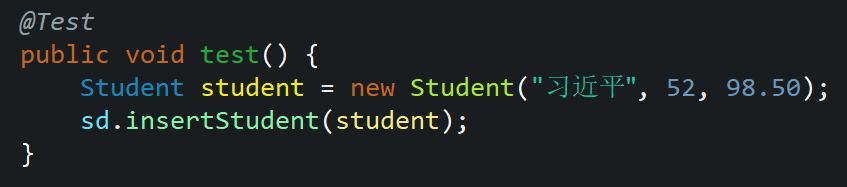 @Test
public void test() {
    Student student = new Student("习近平", 52, 98.50);
    sd.insertStudent(student);
}